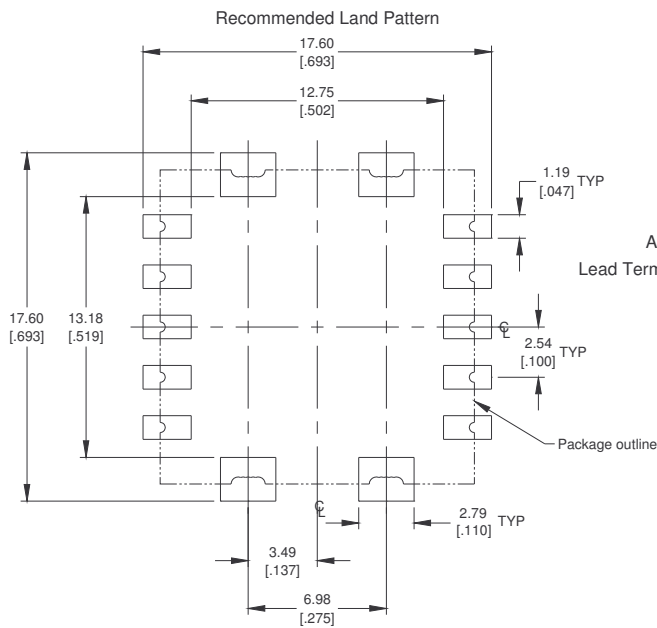 Recommended Land Pattern
17.60
[.693]
12.75
[.502]
1.19
[.047]
TYP
A
Lead Term
17.60
[.693]
13.18
[.519]
℄
2.54
[.100]
TYP
Package outline
℄
2.79
[.110]
TYP
3.49
[.137]
6.98
[.275]